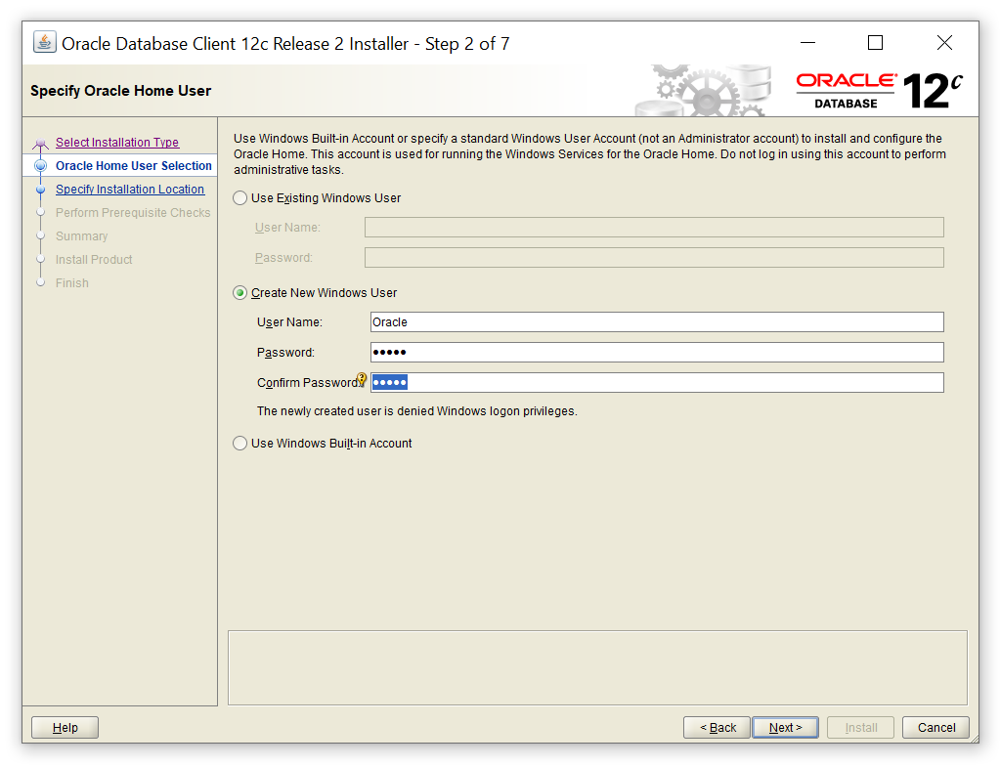 Oracle Database Client 12c Release 2 Installer - Step 2 of 7
Specify Oracle Home User
ORACLE®
DATABASE
12c
Select Installation Type
Oracle Home User Selection
Specify Installation Location
Perform Prerequisite Checks
Summary
Install Product
Finish
Use Windows Built-in Account or specify a standard Windows User Account (not an Administrator account) to install and configure the
Oracle Home. This account is used for running the Windows Services for the Oracle Home. Do not log in using this account to perform
administrative tasks.
Use Existing Windows User
User Name:
Password:
Create New Windows User
User Name: Oracle
Password: •••••
Confirm Password: •••••
The newly created user is denied Windows logon privileges.
Use Windows Built-in Account
Help
< Back
Next >
Install
Cancel